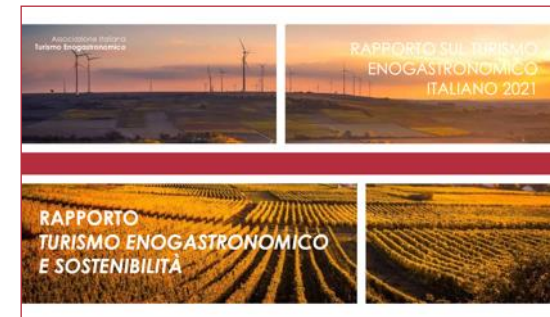 Associazione Italiana
Turismo Enogastronomico
RAPPORTO SUL TURISMO
ENOGASTRONOMICO
ITALIANO 2021
RAPPORTO
TURISMO ENOGASTRONOMICO
E SOSTENIBILITÀ